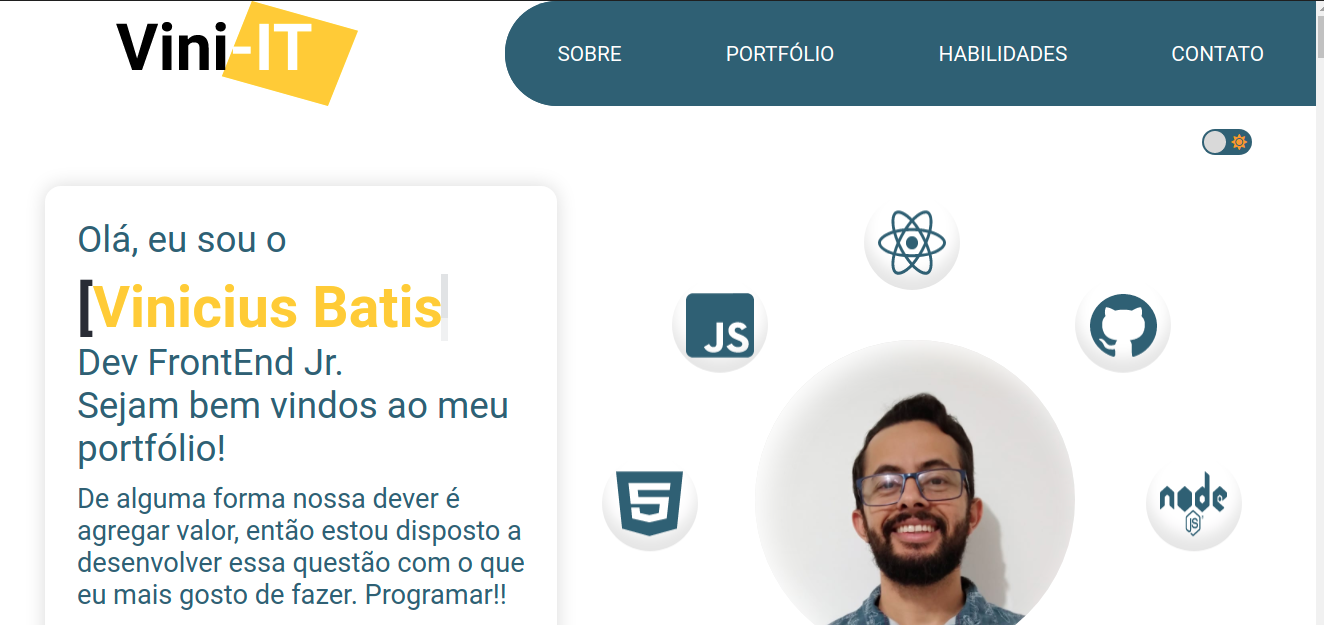 Vini-IT
SOBRE PORTFÓLIO HABILIDADES CONTATO
Olá, eu sou o
[Vinicius Batis
Dev FrontEnd Jr.
Sejam bem vindos ao meu
portfólio!
De alguma forma nossa dever é
agregar valor, então estou disposto a
desenvolver essa questão com o que
eu mais gosto de fazer. Programar!!
JS
5
node
JS